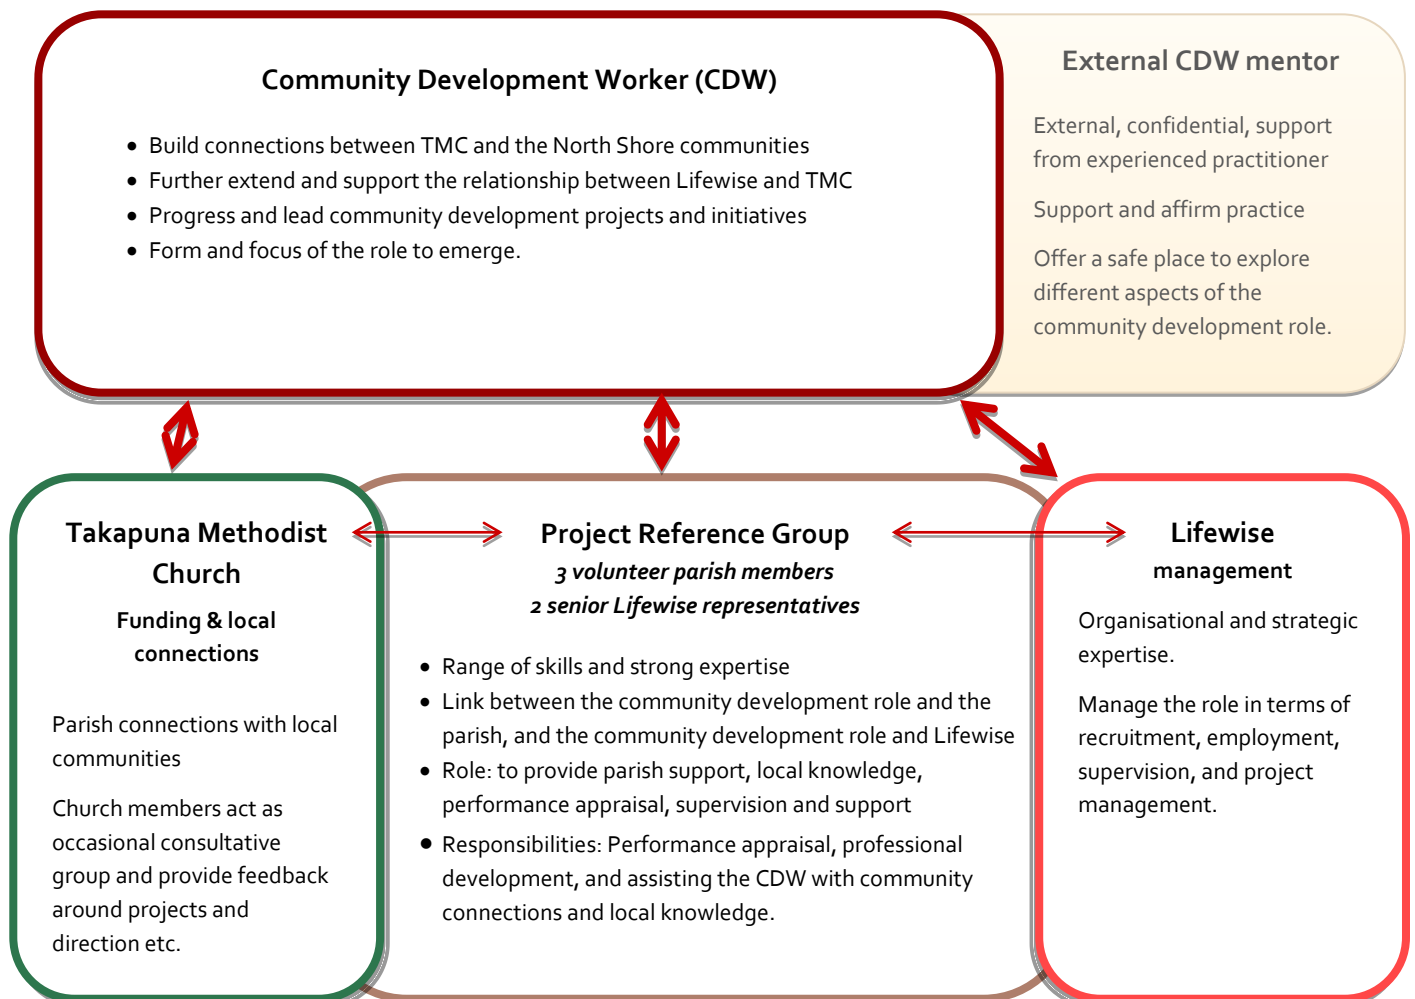 Community Development Worker (CDW)
• Build connections between TMC and the North Shore communities
• Further extend and support the relationship between Lifewise and TMC
• Progress and lead community development projects and initiatives
• Form and focus of the role to emerge.
External CDW mentor
External, confidential, support
from experienced practitioner
Support and affirm practice
Offer a safe place to explore
different aspects of the
community development role.
Takapuna Methodist
Church
Funding & local
connections
Parish connections with local
communities
Church members act as
occasional consultative
group and provide feedback
around projects and
direction etc.
Project Reference Group
3 volunteer parish members
2 senior Lifewise representatives
• Range of skills and strong expertise
• Link between the community development role and the
parish, and the community development role and Lifewise
• Role: to provide parish support, local knowledge,
performance appraisal, supervision and support
• Responsibilities: Performance appraisal, professional
development, and assisting the CDW with community
connections and local knowledge.
Lifewise
management
Organisational and strategic
expertise.
Manage the role in terms of
recruitment, employment,
supervision, and project
management.